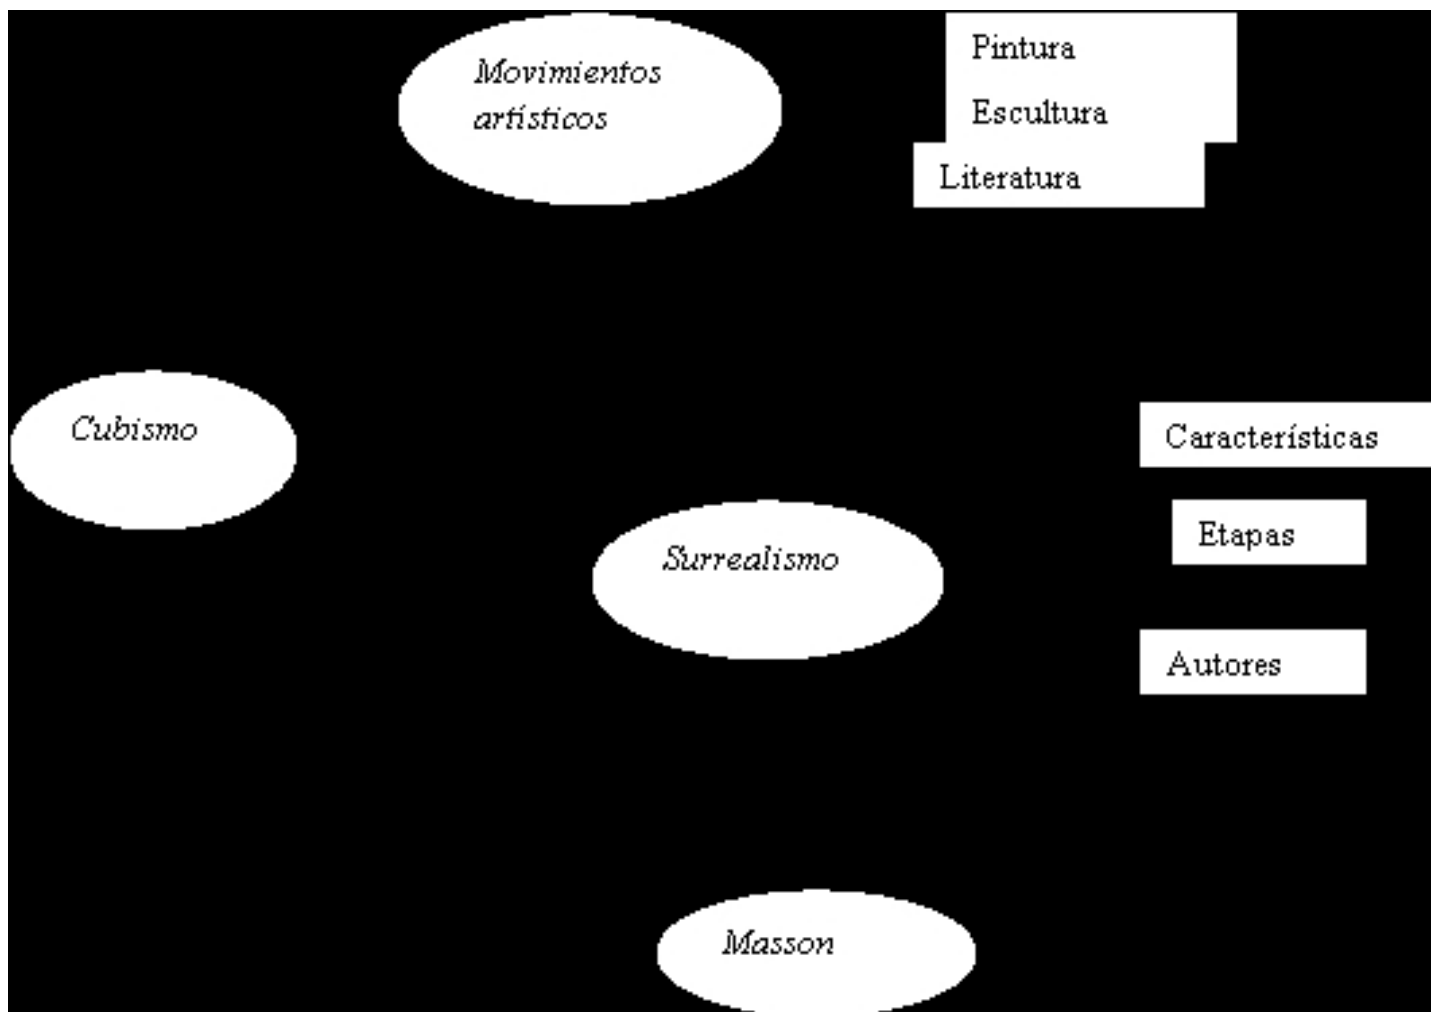 Movimientos
artísticos
Pintura
Escultura
Literatura
Cubismo
Características
Surrealismo
Etapas
Autores
Masson